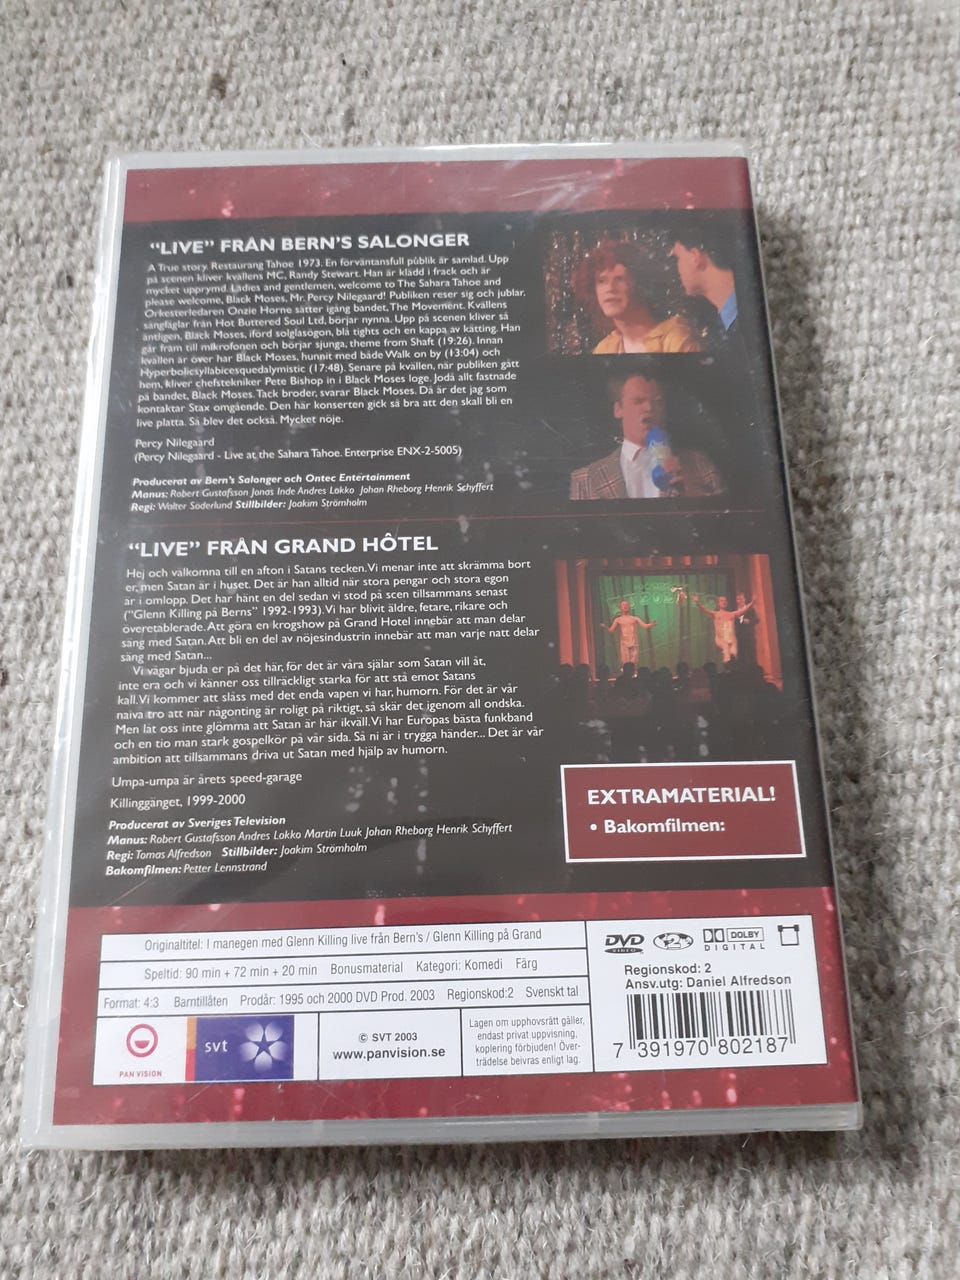 "LIVE" FRÅN BERN'S SALONGER
A True story. Restaurang Tahoe 1973. En förväntansfull publik är samlad. Upp
på scenen kliver kvällens MC, Randy Stewart. Han är klädd i frack och är
mycket upprymd. Ladies and gentlemen, welcome to The Sahara Tahoe and
please welcome, Black Moses, Mr. Percy Nilegaard! Publiken reser sig och jublar.
Orkesterledaren Onzie Horne sätter igång bandet, The Movement. Kvällens
sångfåglar från Hot Buttered Soul Ltd, börjar nynna. Upp på scenen kliver så
äntligen, Black Moses, iförd solglasögon, blå tights och en kappa av kätting. Han
går fram till mikrofonen och börjar sjunga, theme from Shaft (19:26). Innan
kvällen är över har Black Moses, hunnit med både Walk on by (13:04) och
Hyperbolicsyllabicesquedalymistic (17:48). Senare på kvällen, när publiken gått
hem, kliver chefstekniker Pete Bishop in i Black Moses loge. Jodå allt fastnade
på bandet, Black Moses. Tack broder, svarar Black Moses. Då är det jag som
kontaktar Stax omgående. Den här konserten gick så bra att den skall bli en
live platta. Så blev det också. Mycket nöje.
Percy Nilegaard
(Percy Nilegaard - Live at the Sahara Tahoe. Enterprise ENX-2-5005)
Producerat av Bern's Salonger och Ontec Entertainment
Manus: Robert Gustafsson Jonas Inde Andres Lokko Johan Rheborg Henrik Schyffert
Regi: Walter Söderlund Stillbilder: Joakim Strömholm
"LIVE" FRÅN GRAND HÔTEL
Hej och välkomna till en afton i Satans tecken. Vi menar inte att skrämma bort
er, men Satan är i huset. Det är han alltid när stora pengar och stora egon
är i omlopp. Det har hänt en del sedan vi stod på scen tillsammans senast
("Glenn Killing på Berns" 1992-1993). Vi har blivit äldre, fetare, rikare och
överetablerade. Att göra en krogshow på Grand Hotel innebär att man delar
säng med Satan. Att bli en del av nöjesindustrin innebär att man varje natt delar
säng med Satan...
Vi vågar bjuda er på det här, för det är våra själar som Satan vill åt,
inte era och vi känner oss tillräckligt starka för att stå emot Satans
kall. Vi kommer att slåss med det enda vapen vi har, humorn. För det är vår
naiva tro att när någonting är roligt på riktigt, så skär det igenom all ondska.
Men låt oss inte glömma att Satan är här ikväll. Vi har Europas bästa funkband
och en tio man stark gospelkör på vår sida. Så ni är i trygga händer... Det är vår
ambition att tillsammans driva ut Satan med hjälp av humorn.
Umpa-umpa är årets speed-garage
Killinggänget, 1999-2000
Producerat av Sveriges Television
Manus: Robert Gustafsson Andres Lokko Martin Luuk Johan Rheborg Henrik Schyffert
Regi: Tomas Alfredson Stillbilder: Joakim Strömholm
Bakomfilmen: Petter Lennstrand
EXTRAMATERIAL!
• Bakomfilmen:
Originaltitel: I manegen med Glenn Killing live från Bern's / Glenn Killing på Grand
Speltid: 90 min + 72 min + 20 min Bonusmaterial Kategori: Komedi Färg
Format: 4:3 Barntillåten Prodår: 1995 och 2000 DVD Prod. 2003 Regionskod:2 Svenskt tal
PAN VISION
svt
© SVT 2003
www.panvision.se
Lagen om upphovsrätt gäller,
endast privat uppvisning,
kopiering förbjuden! Över-
trädelse beivras enligt lag.
DVD VIDEO
2
DOLBY DIGITAL
Regionskod: 2
Ansv.utg: Daniel Alfredson
7 391970 802187